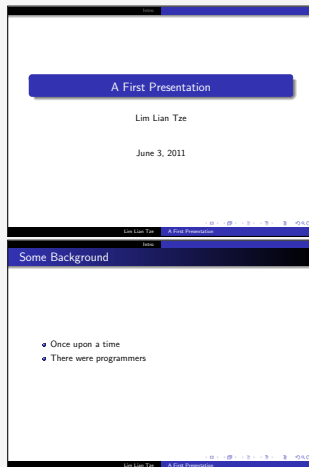 Intro
A First Presentation
Lim Lian Tze
June 3, 2011
Lim Lian Tze A First Presentation
Intro
Some Background
Once upon a time
There were programmers
Lim Lian Tze A First Presentation